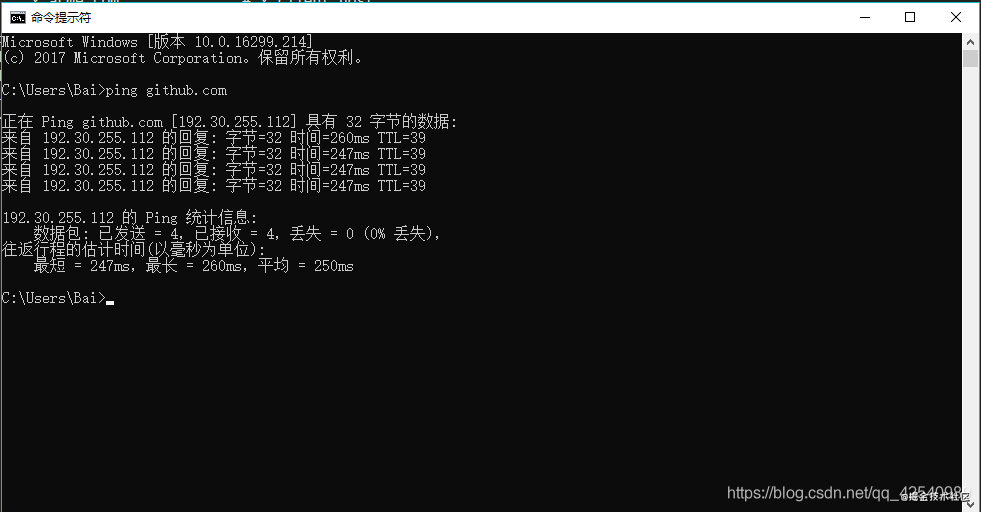 命令提示符
Microsoft Windows [版本 10.0.16299.214]
(c) 2017 Microsoft Corporation。保留所有权利。
C:\Users\Bai>ping github.com
正在 Ping github.com [192.30.255.112] 具有 32 字节的数据:
来自 192.30.255.112 的回复: 字节=32 时间=260ms TTL=39
来自 192.30.255.112 的回复: 字节=32 时间=247ms TTL=39
来自 192.30.255.112 的回复: 字节=32 时间=247ms TTL=39
来自 192.30.255.112 的回复: 字节=32 时间=247ms TTL=39
192.30.255.112 的 Ping 统计信息:
数据包: 已发送 = 4, 已接收 = 4, 丢失 = 0 (0% 丢失),
往返行程的估计时间(以毫秒为单位):
最短 = 247ms, 最长 = 260ms, 平均 = 250ms
C:\Users\Bai>
https://blog.csdn.net/qq_
@掘金技术社区